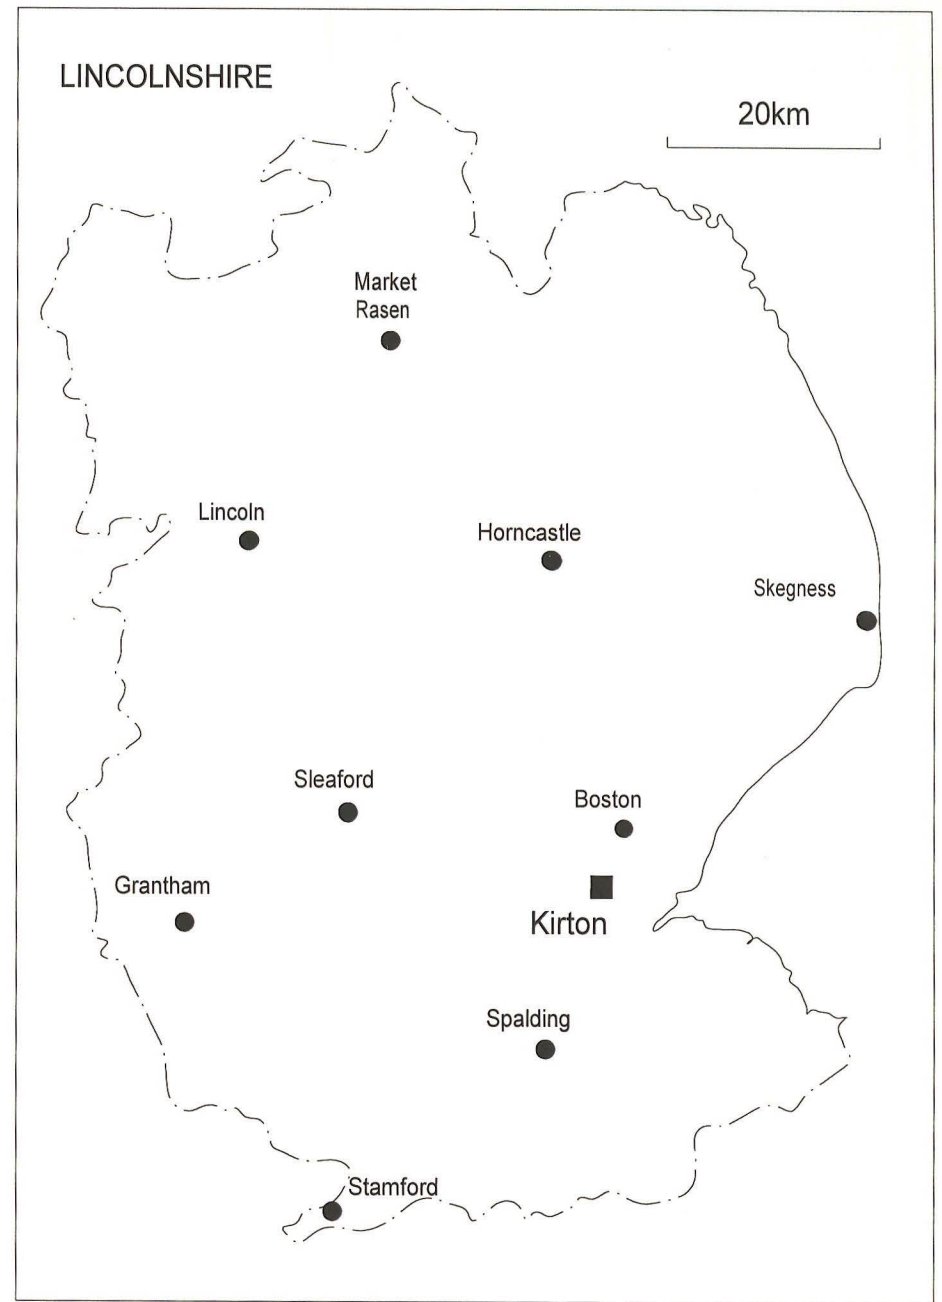 LINCOLNSHIRE
20km
Market
Rasen
Lincoln
Horncastle
Skegness
Sleaford
Boston
Grantham
Kirton
Spalding
Stamford